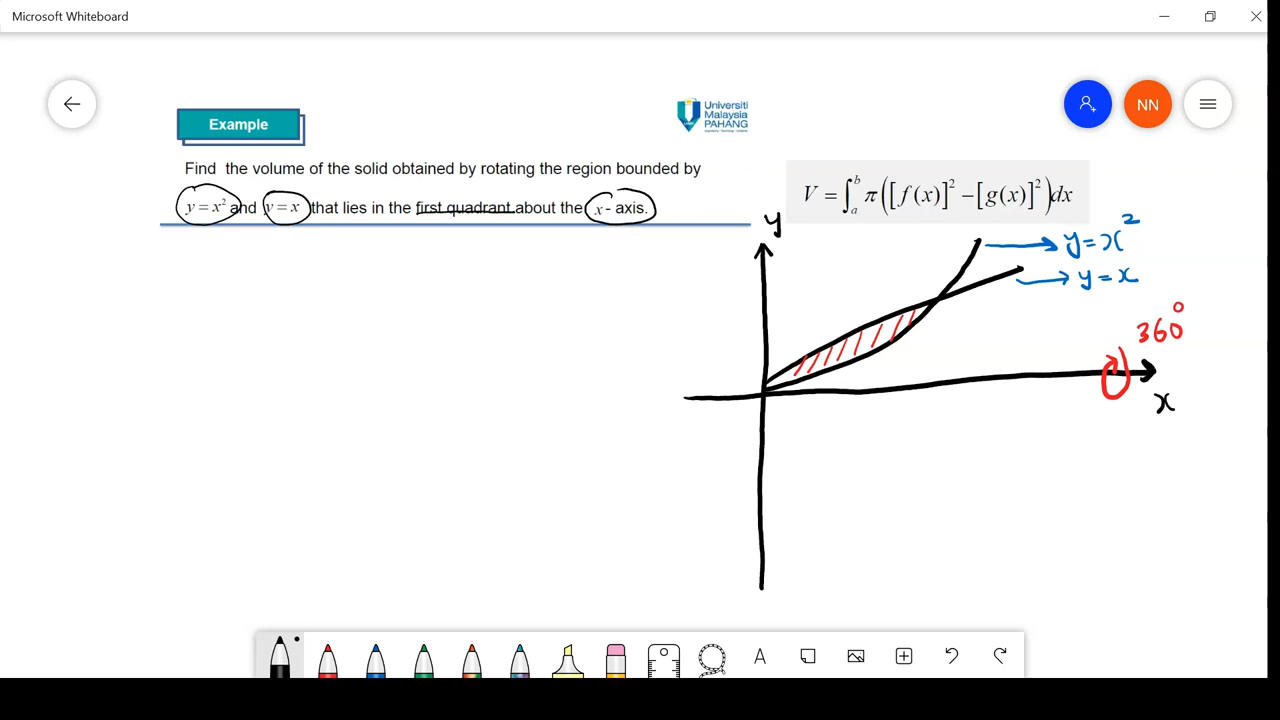 Microsoft Whiteboard
NN
Example
Universiti
Malaysia
PAHANG
Find the volume of the solid obtained by rotating the region bounded by
y = x² and y = x that lies in the first quadrant about the x - axis.
V = ∫ₐᵇ π([f(x)]² − [g(x)]²)dx
y
y = x²
y = x
360°
x
A